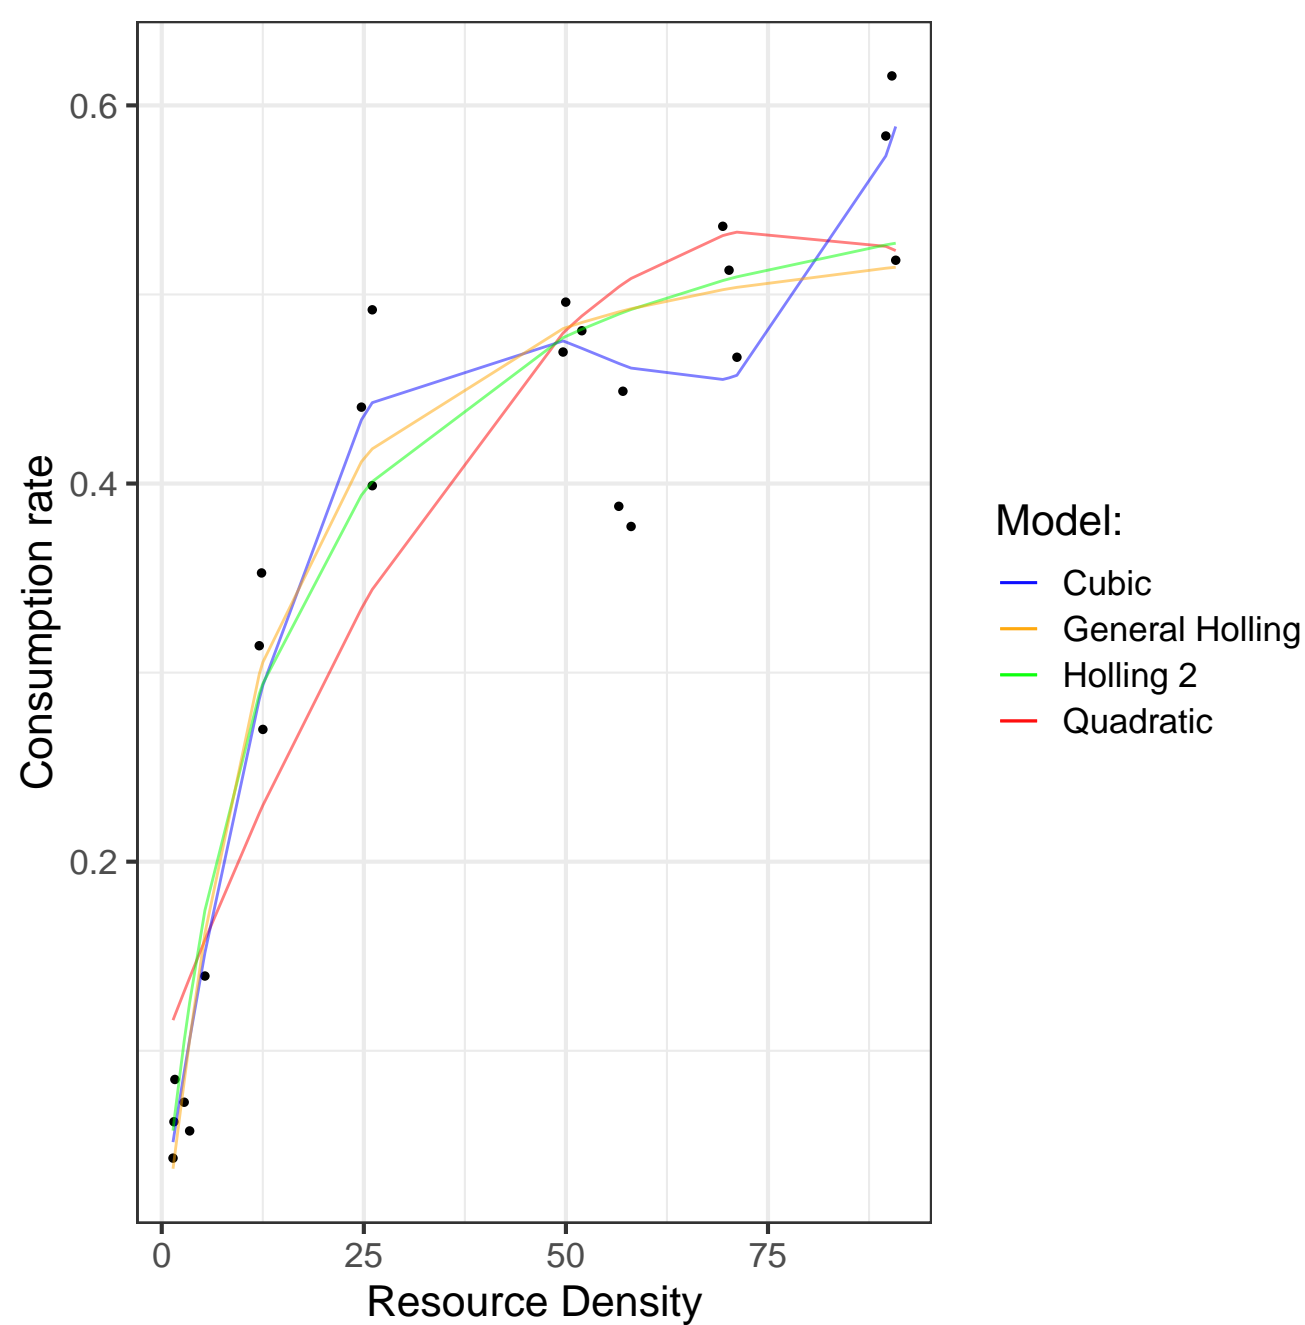 0.6
0.4
0.2
Consumption rate
0
25
50
75
Resource Density
Model:
Cubic
General Holling
Holling 2
Quadratic